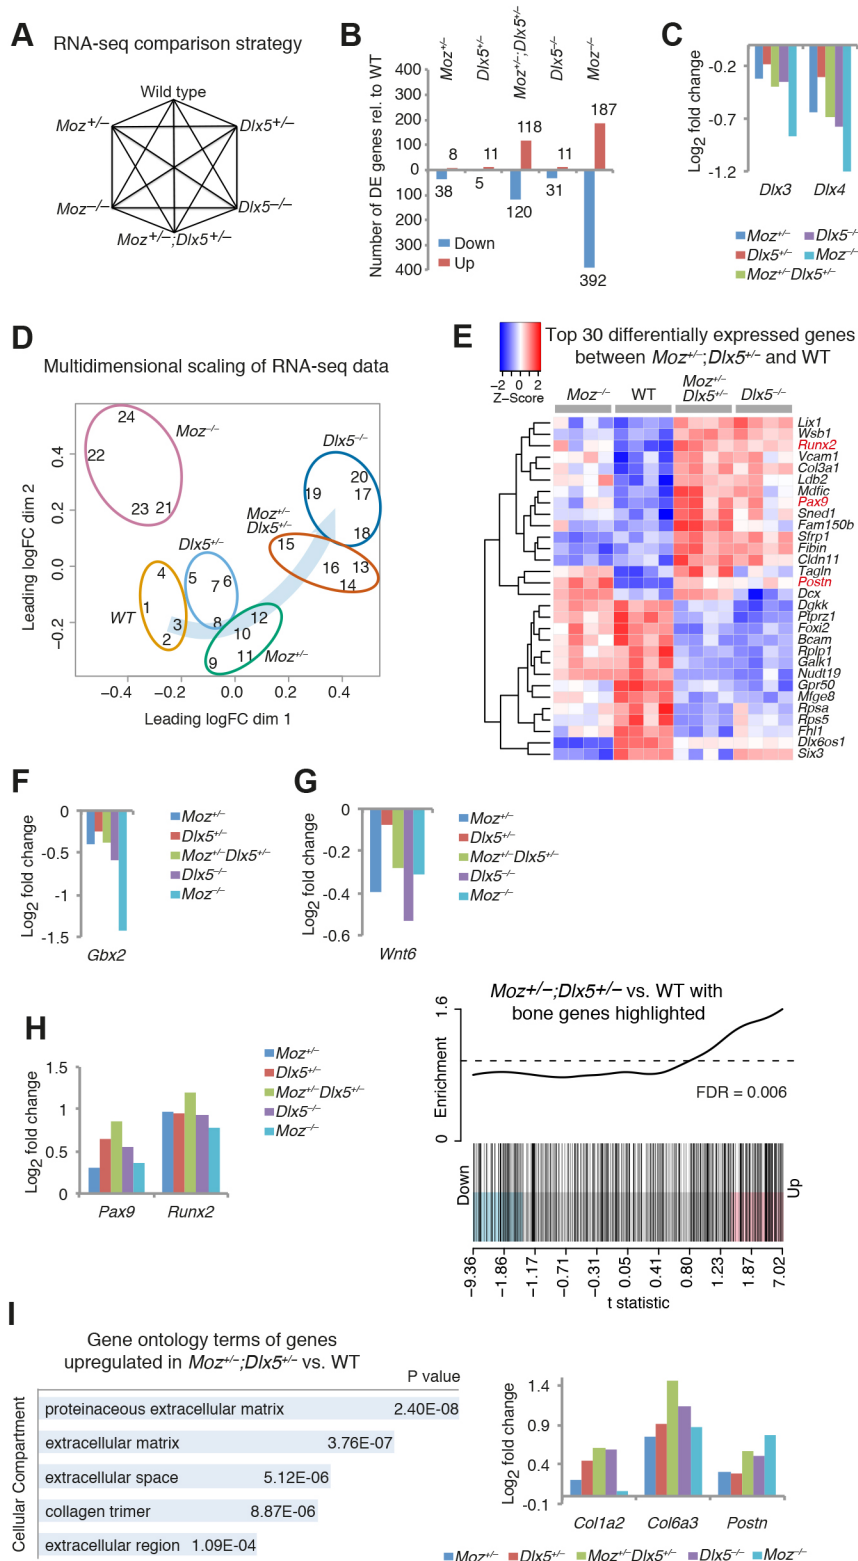 A
RNA-seq comparison strategy
Wild type
Moz+/–
Dlx5+/–
Moz–/–
Dlx5–/–
Moz+/–;Dlx5+/–
B
Moz+/–
Dlx5+/–
Moz+/–;Dlx5+/–
Dlx5–/–
Moz–/–
Number of DE genes rel. to WT
400
300
200
100
0
100
200
300
400
8
11
118
11
187
38
5
120
31
392
Down
Up
C
Log2 fold change
-0.2
-0.7
-1.2
Dlx3 Dlx4
Moz+/– Dlx5–/–
Dlx5+/– Moz–/–
Moz+/–Dlx5+/–
D
Multidimensional scaling of RNA-seq data
Leading logFC dim 2
0.4
0.2
0.0
−0.2
24
22
23 21
Moz–/–
Dlx5–/–
20
19 17
18
Moz+/–
Dlx5+/–
15
16 13
14
Dlx5+/–
5 7 6
8
4
1
3
2
WT
12
10
11
9
Moz+/–
−0.4 −0.2 0.0 0.2 0.4
Leading logFC dim 1
E
Top 30 differentially expressed genes
between Moz+/–;Dlx5+/– and WT
−2 0 2
Z−Score
Moz–/– WT Moz+/– Dlx5+/– Dlx5–/–
Lix1
Wsb1
Runx2
Vcam1
Col3a1
Ldb2
Mdfic
Pax9
Sned1
Fam150b
Sfrp1
Fibin
Cldn11
Tagln
Postn
Dcx
Dgkk
Ptprz1
Foxi2
Bcam
Rplp1
Galk1
Nudt19
Gpr50
Mfge8
Rpsa
Rps5
Fhl1
Dlx6os1
Six3
F
Log2 fold change
0
-0.5
-1
-1.5
Gbx2
Moz+/–
Dlx5+/–
Moz+/–Dlx5+/–
Dlx5–/–
Moz–/–
G
Log2 fold change
0
-0.2
-0.4
-0.6
Wnt6
Moz+/–
Dlx5+/–
Moz+/–Dlx5+/–
Dlx5–/–
Moz–/–
H
Log2 fold change
1.5
1
0.5
0
Pax9 Runx2
Moz+/–
Dlx5+/–
Moz+/–Dlx5+/–
Dlx5–/–
Moz–/–
Moz+/−;Dlx5+/− vs. WT with
bone genes highlighted
Enrichment
1.6
0
FDR = 0.006
Down
Up
−9.36
−1.86
−1.17
−0.71
−0.31
0.05
0.41
0.80
1.23
1.87
7.02
t statistic
I
Gene ontology terms of genes
upregulated in Moz+/–;Dlx5+/– vs. WT
P value
Cellular Compartment
proteinaceous extracellular matrix 2.40E-08
extracellular matrix 3.76E-07
extracellular space 5.12E-06
collagen trimer 8.87E-06
extracellular region 1.09E-04
Log2 fold change
1.4
0.9
0.4
-0.1
Col1a2 Col6a3 Postn
Moz+/– Dlx5+/– Moz+/–Dlx5+/– Dlx5–/– Moz–/–